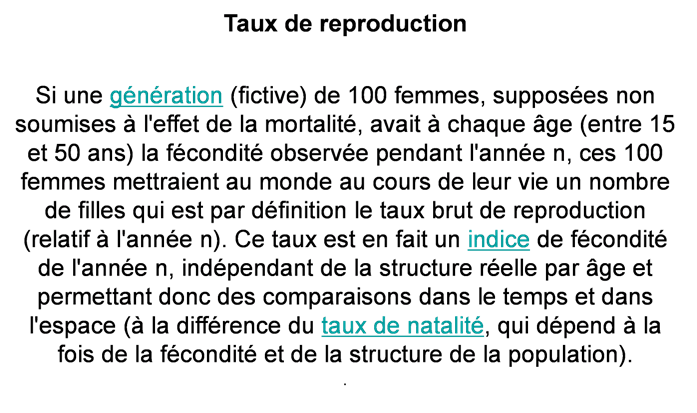 Taux de reproduction
Si une génération (fictive) de 100 femmes, supposées non
soumises à l'effet de la mortalité, avait à chaque âge (entre 15
et 50 ans) la fécondité observée pendant l'année n, ces 100
femmes mettraient au monde au cours de leur vie un nombre
de filles qui est par définition le taux brut de reproduction
(relatif à l'année n). Ce taux est en fait un indice de fécondité
de l'année n, indépendant de la structure réelle par âge et
permettant donc des comparaisons dans le temps et dans
l'espace (à la différence du taux de natalité, qui dépend à la
fois de la fécondité et de la structure de la population).
.